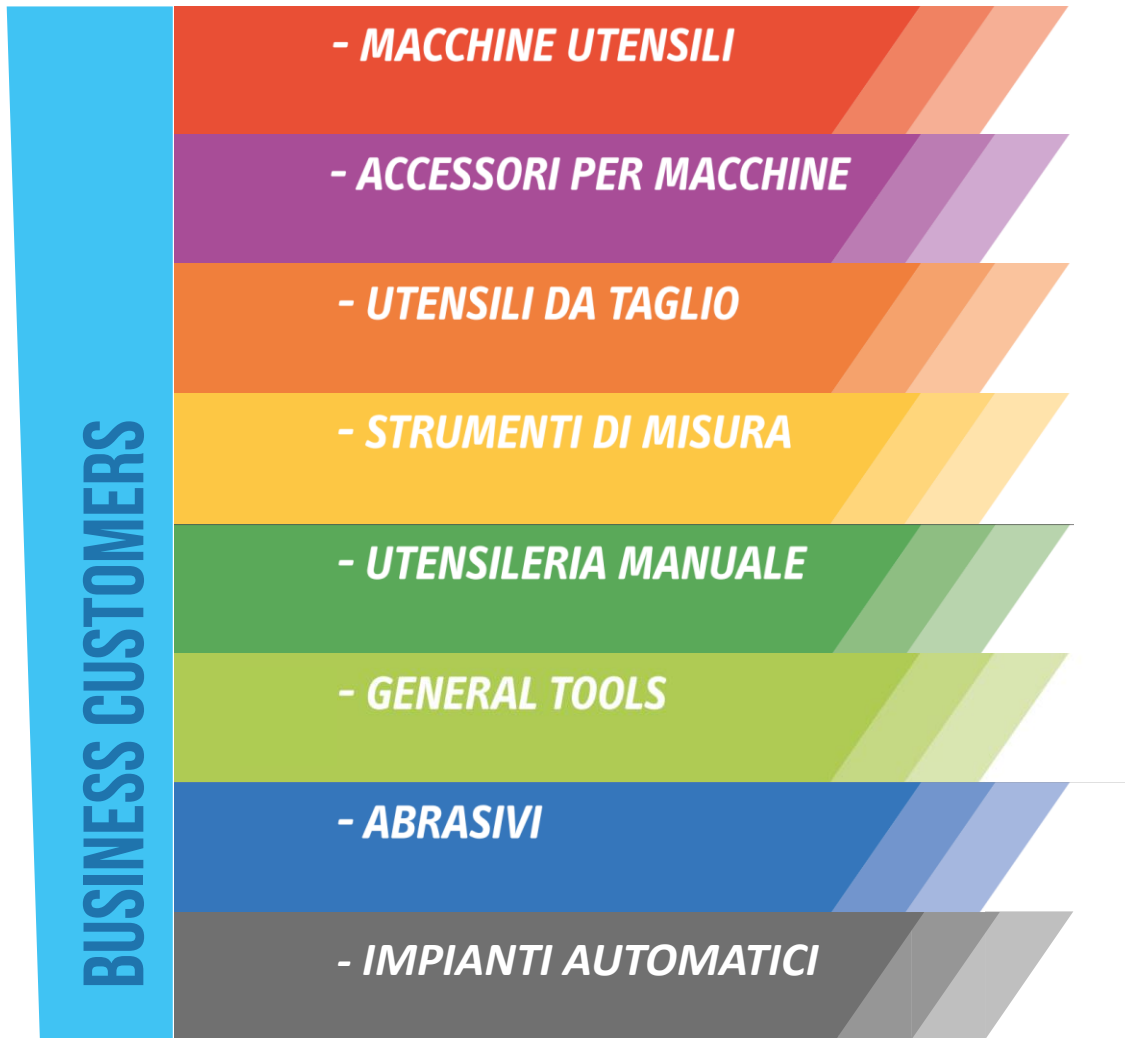 BUSINESS CUSTOMERS
- MACCHINE UTENSILI
- ACCESSORI PER MACCHINE
- UTENSILI DA TAGLIO
- STRUMENTI DI MISURA
- UTENSILERIA MANUALE
- GENERAL TOOLS
- ABRASIVI
- IMPIANTI AUTOMATICI